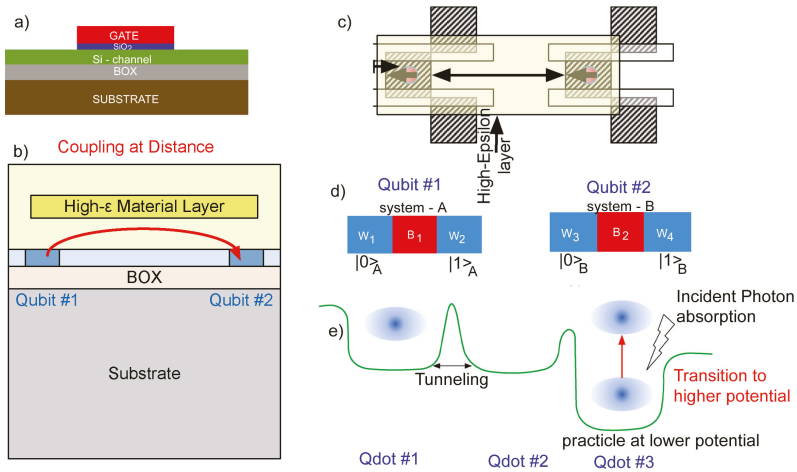 a)
GATE
SiO₂
Si - channel
BOX
SUBSTRATE
b)
Coupling at Distance
High-ε Material Layer
BOX
Qubit #1
Qubit #2
Substrate
c)
High-Epsilon
layer
d)
Qubit #1
system - A
W₁
B₁
W₂
|0>A
|1>A
Qubit #2
system - B
W₃
B₂
W₄
|0>B
|1>B
e)
Tunneling
Incident Photon
absorption
Transition to
higher potential
practicle at lower potential
Qdot #1
Qdot #2
Qdot #3